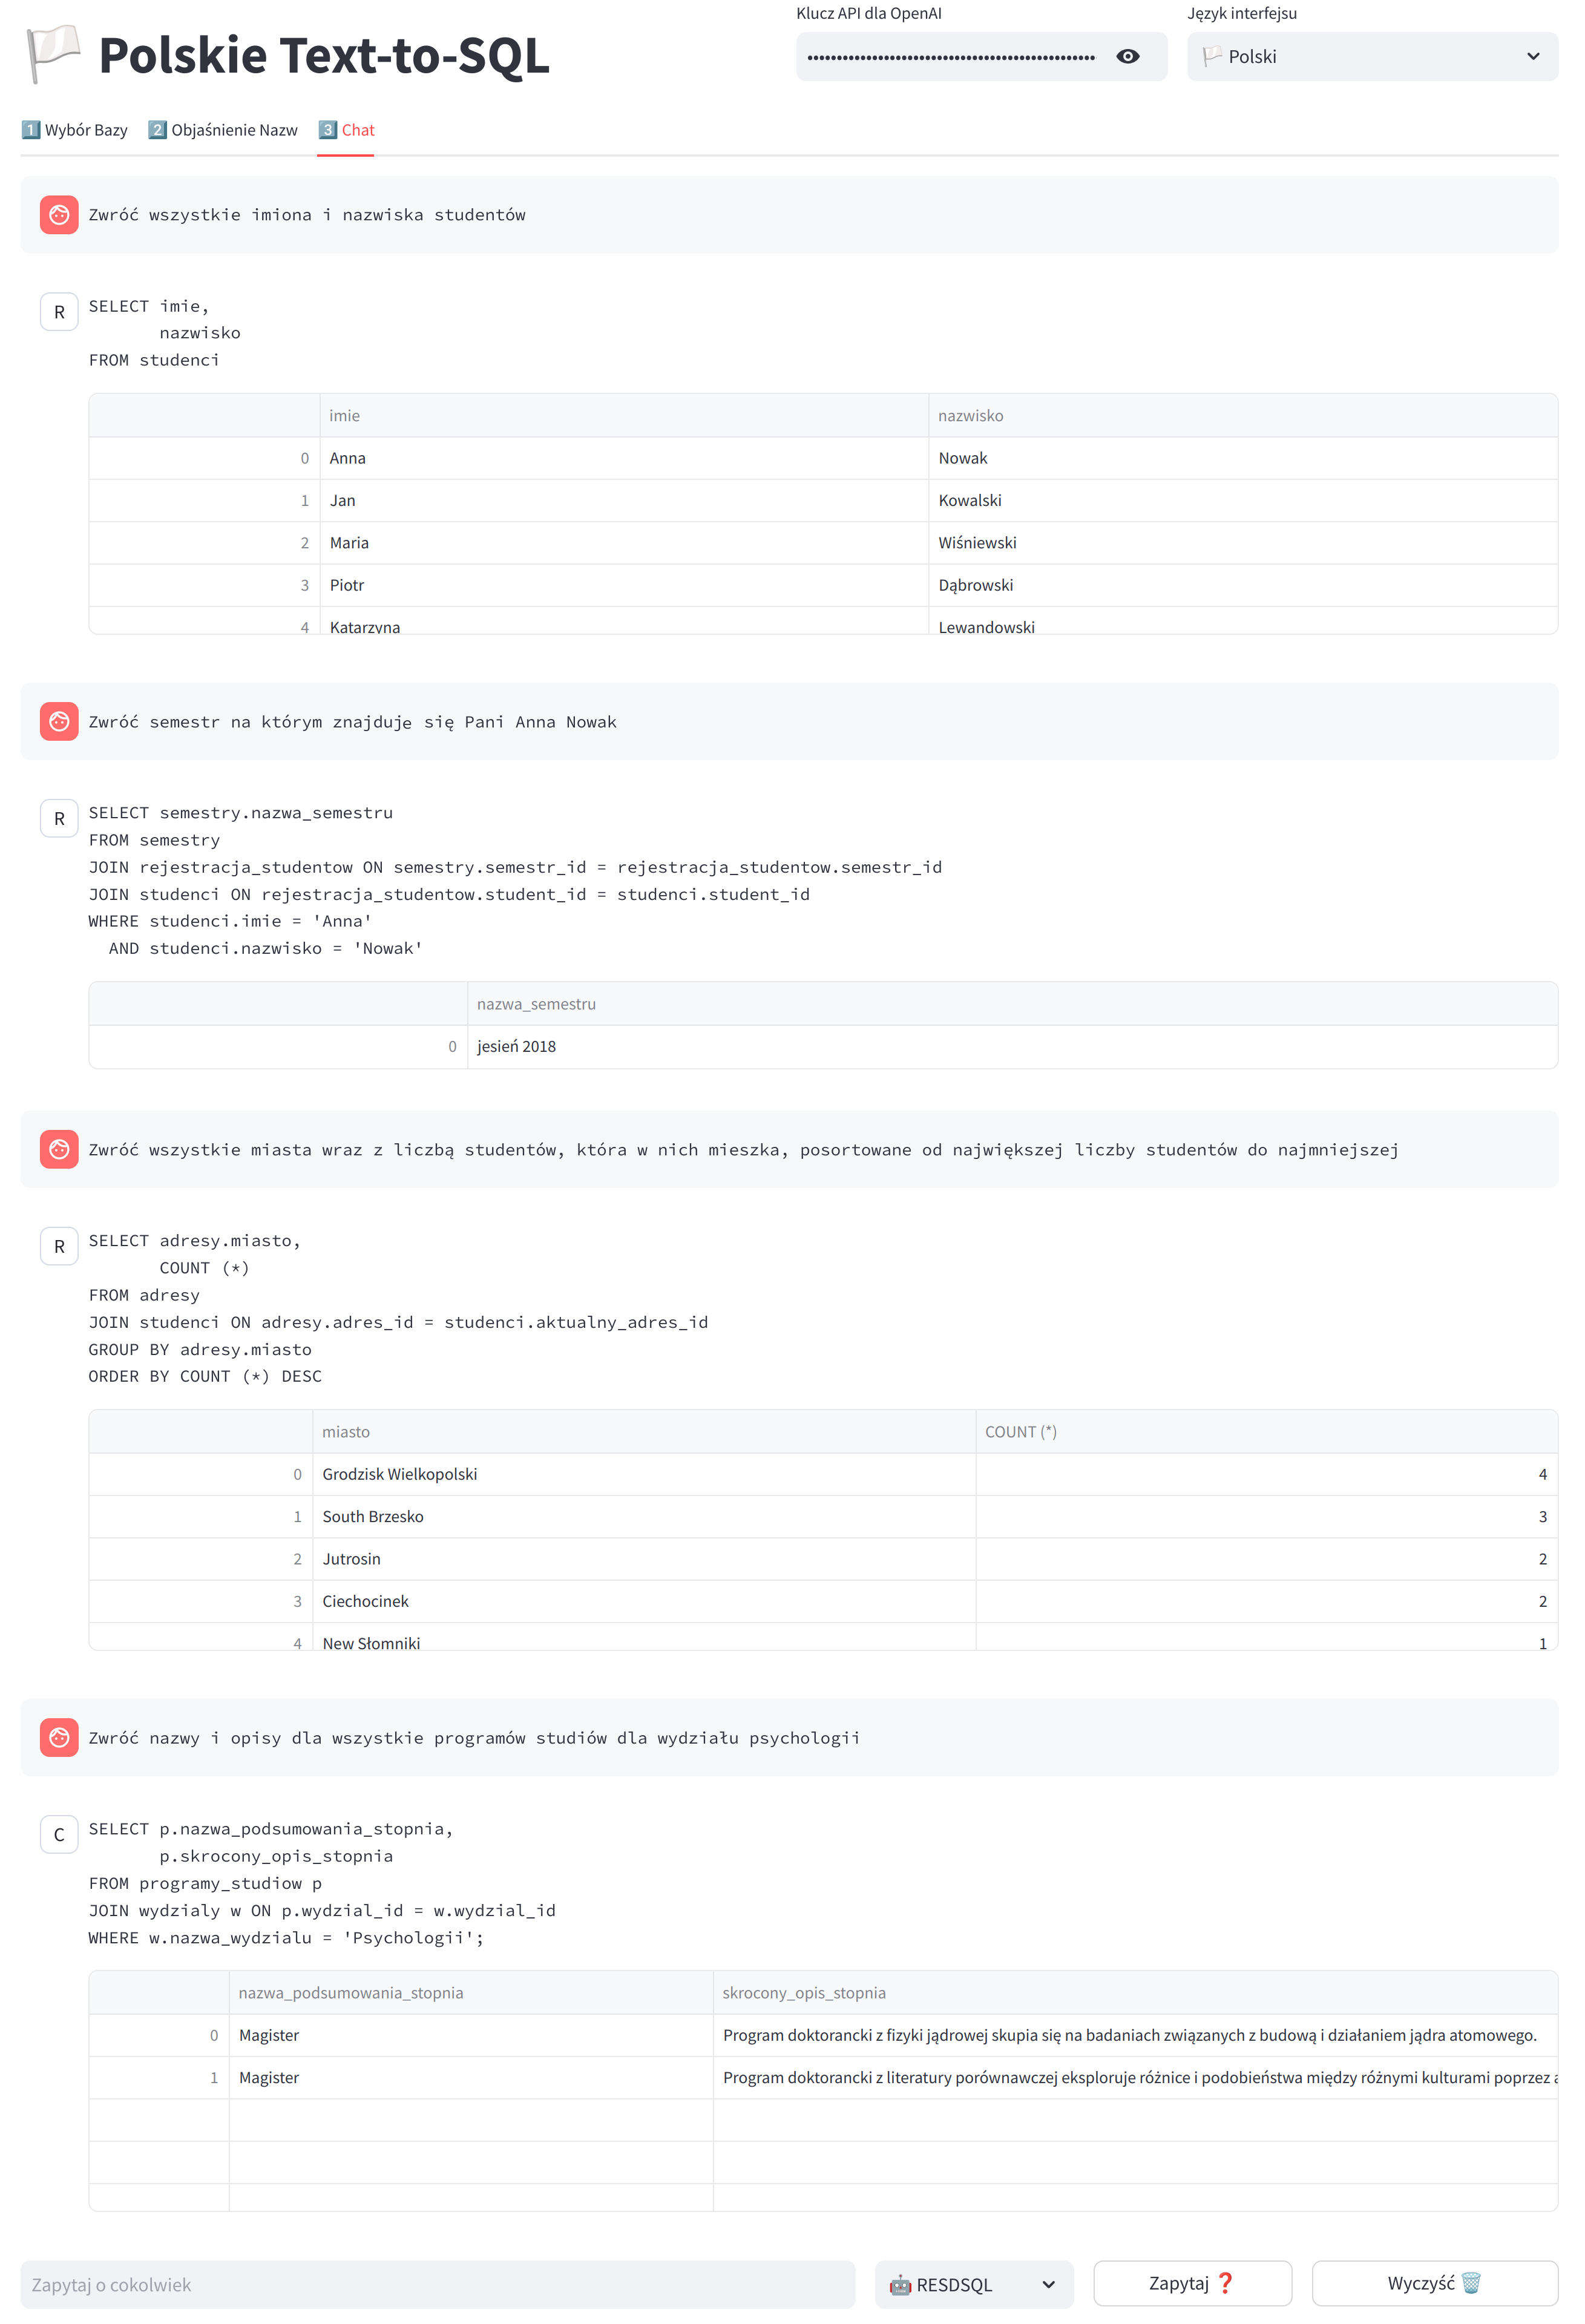 Klucz API dla OpenAI
Język interfejsu
Polskie Text-to-SQL
Polski
1 Wybór Bazy 2 Objaśnienie Nazw 3 Chat
Zwróć wszystkie imiona i nazwiska studentów
R
SELECT imie,
nazwisko
FROM studenci
imie nazwisko
0 Anna Nowak
1 Jan Kowalski
2 Maria Wiśniewski
3 Piotr Dąbrowski
4 Katarzyna Lewandowski
Zwróć semestr na którym znajduje się Pani Anna Nowak
R
SELECT semestry.nazwa_semestru
FROM semestry
JOIN rejestracja_studentow ON semestry.semestr_id = rejestracja_studentow.semestr_id
JOIN studenci ON rejestracja_studentow.student_id = studenci.student_id
WHERE studenci.imie = 'Anna'
AND studenci.nazwisko = 'Nowak'
nazwa_semestru
0 jesień 2018
Zwróć wszystkie miasta wraz z liczbą studentów, która w nich mieszka, posortowane od największej liczby studentów do najmniejszej
R
SELECT adresy.miasto,
COUNT (*)
FROM adresy
JOIN studenci ON adresy.adres_id = studenci.aktualny_adres_id
GROUP BY adresy.miasto
ORDER BY COUNT (*) DESC
miasto COUNT (*)
0 Grodzisk Wielkopolski 4
1 South Brzesko 3
2 Jutrosin 2
3 Ciechocinek 2
4 New Słomniki 1
Zwróć nazwy i opisy dla wszystkie programów studiów dla wydziału psychologii
C
SELECT p.nazwa_podsumowania_stopnia,
p.skrocony_opis_stopnia
FROM programy_studiow p
JOIN wydzialy w ON p.wydzial_id = w.wydzial_id
WHERE w.nazwa_wydzialu = 'Psychologii';
nazwa_podsumowania_stopnia skrocony_opis_stopnia
0 Magister Program doktorancki z fizyki jądrowej skupia się na badaniach związanych z budową i działaniem jądra atomowego.
1 Magister Program doktorancki z literatury porównawczej eksploruje różnice i podobieństwa między różnymi kulturami poprzez
Zapytaj o cokolwiek
RESDSQL
Zapytaj ❓
Wyczyść